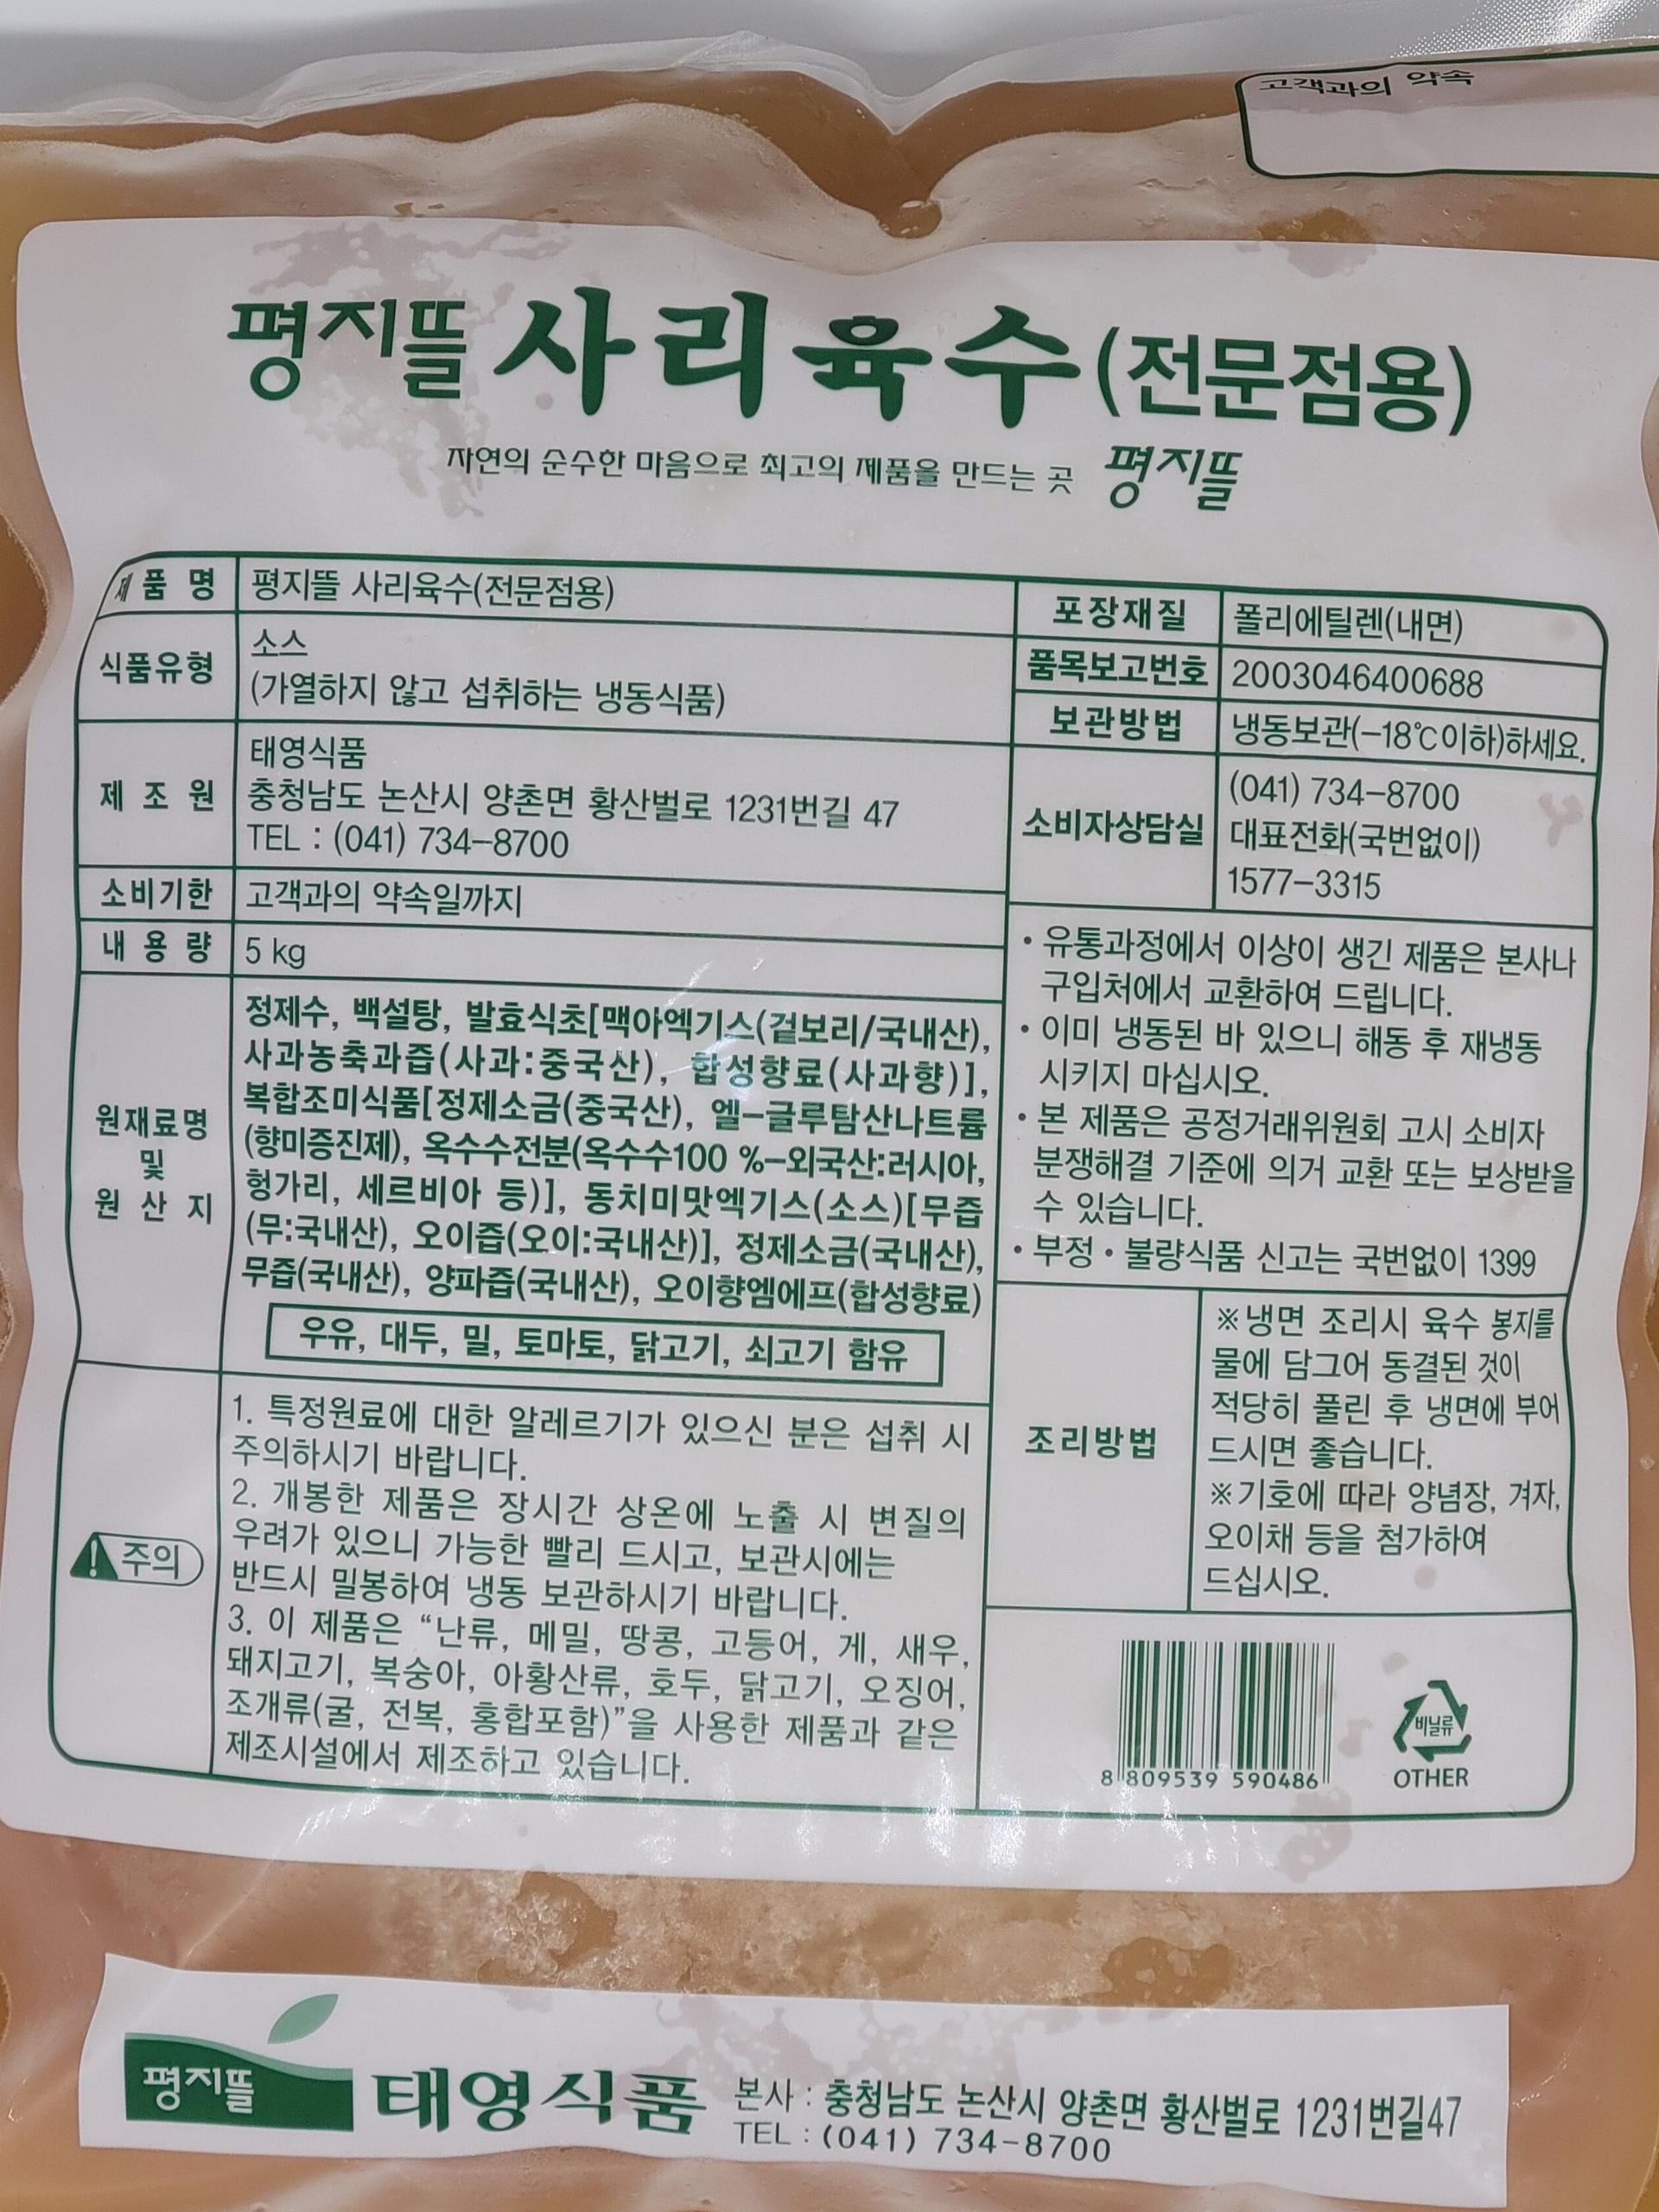 고객과의 약속
평지뜰 사리육수(전문점용)
자연의 순수한 마음으로 최고의 제품을 만드는 곳 평지뜰
제 품 명 평지뜰 사리육수(전문점용)
식품유형 소스
(가열하지 않고 섭취하는 냉동식품)
제 조 원 태영식품
충청남도 논산시 양촌면 황산벌로 1231번길 47
TEL : (041) 734-8700
소비기한 고객과의 약속일까지
내 용 량 5 kg
원재료명
및
원 산 지
정제수, 백설탕, 발효식초[맥아엑기스(겉보리/국내산),
사과농축과즙(사과:중국산), 합성향료(사과향)],
복합조미식품[정제소금(중국산), 엘-글루탐산나트륨
(향미증진제), 옥수수전분(옥수수100 %-외국산:러시아,
헝가리, 세르비아 등)], 동치미맛엑기스(소스)[무즙
(무:국내산), 오이즙(오이:국내산)], 정제소금(국내산),
무즙(국내산), 양파즙(국내산), 오이향엠에프(합성향료)
우유, 대두, 밀, 토마토, 닭고기, 쇠고기 함유
주의
1. 특정원료에 대한 알레르기가 있으신 분은 섭취 시
주의하시기 바랍니다.
2. 개봉한 제품은 장시간 상온에 노출 시 변질의
우려가 있으니 가능한 빨리 드시고, 보관시에는
반드시 밀봉하여 냉동 보관하시기 바랍니다.
3. 이 제품은 “난류, 메밀, 땅콩, 고등어, 게, 새우,
돼지고기, 복숭아, 아황산류, 호두, 닭고기, 오징어,
조개류(굴, 전복, 홍합포함)”을 사용한 제품과 같은
제조시설에서 제조하고 있습니다.
포장재질 폴리에틸렌(내면)
품목보고번호 2003046400688
보관방법 냉동보관(-18℃이하)하세요.
소비자상담실 (041) 734-8700
대표전화(국번없이)
1577-3315
• 유통과정에서 이상이 생긴 제품은 본사나
구입처에서 교환하여 드립니다.
• 이미 냉동된 바 있으니 해동 후 재냉동
시키지 마십시오.
• 본 제품은 공정거래위원회 고시 소비자
분쟁해결 기준에 의거 교환 또는 보상받을
수 있습니다.
• 부정 • 불량식품 신고는 국번없이 1399
조리방법
※냉면 조리시 육수 봉지를
물에 담그어 동결된 것이
적당히 풀린 후 냉면에 부어
드시면 좋습니다.
※기호에 따라 양념장, 겨자,
오이채 등을 첨가하여
드십시오.
8 809539 590486
비닐류
OTHER
평지뜰 태영식품 본사 : 충청남도 논산시 양촌면 황산벌로 1231번길47
TEL : (041) 734-8700